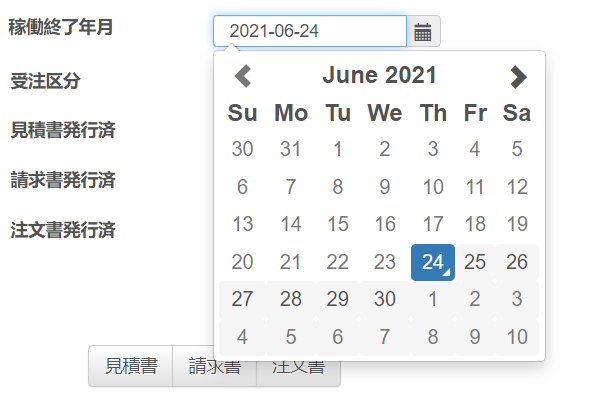 稼働終了年月 2021-06-24
June 2021
Su Mo Tu We Th Fr Sa
受注区分
30 31 1 2 3 4 5
見積書発行済
6 7 8 9 10 11 12
請求書発行済
13 14 15 16 17 18 19
注文書発行済
20 21 22 23 24 25 26
27 28 29 30 1 2 3
4 5 6 7 8 9 10
見積書 請求書 注文書